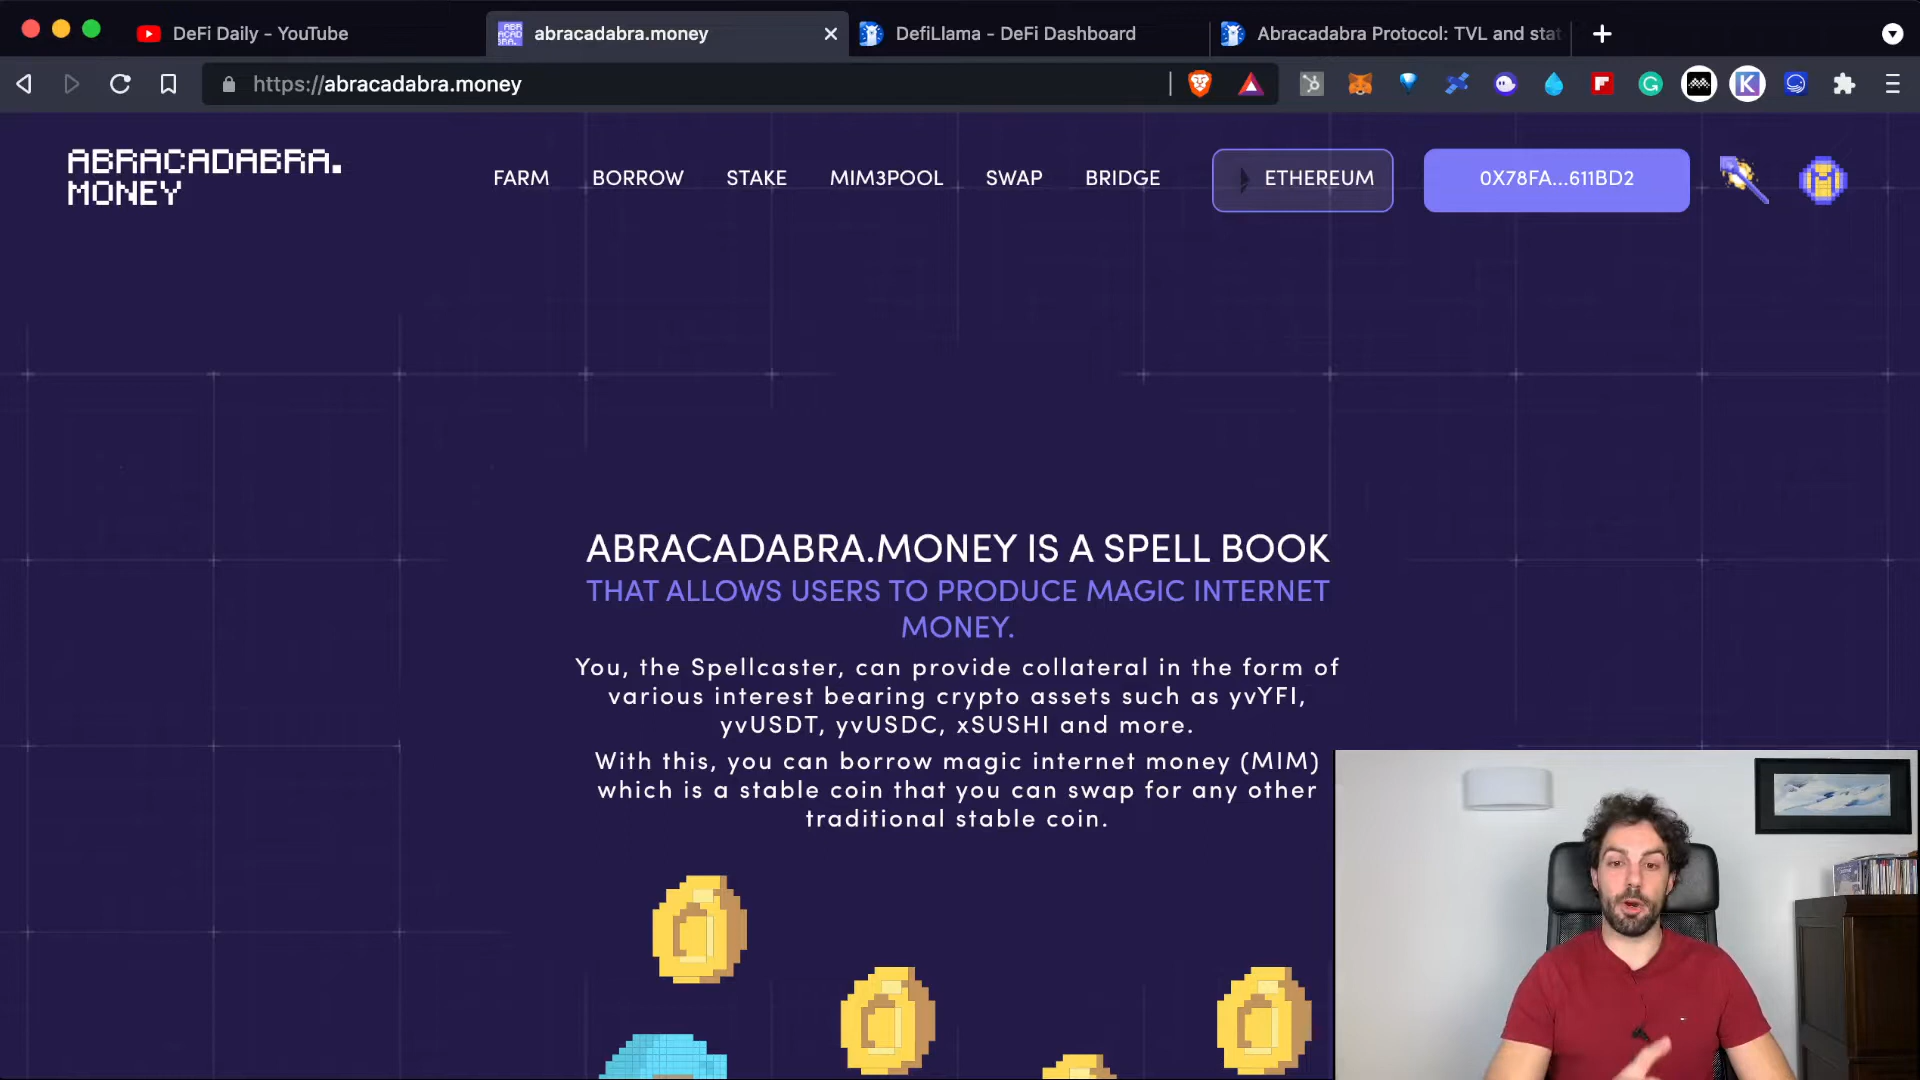 DeFi Daily - YouTube
abracadabra.money
DefiLlama - DeFi Dashboard
Abracadabra Protocol: TVL and stat
https://abracadabra.money
ABRACADABRA.
MONEY
FARM
BORROW
STAKE
MIM3POOL
SWAP
BRIDGE
ETHEREUM
0X78FA...611BD2
ABRACADABRA.MONEY IS A SPELL BOOK
THAT ALLOWS USERS TO PRODUCE MAGIC INTERNET
MONEY.
You, the Spellcaster, can provide collateral in the form of
various interest bearing crypto assets such as yvYFI,
yvUSDT, yvUSDC, xSUSHI and more.
With this, you can borrow magic internet money (MIM)
which is a stable coin that you can swap for any other
traditional stable coin.